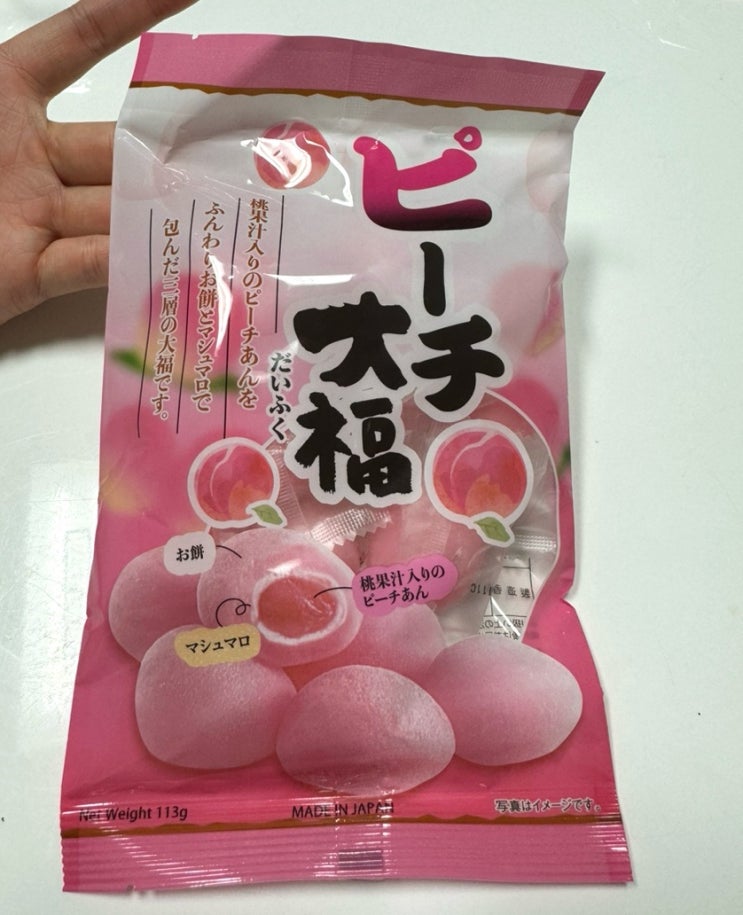 ピーチ
大福
だいふく
桃果汁入りのピーチあんを
ふんわりお餅とマシュマロで
包んだ三層の大福です。
お餅
桃果汁入りの
ピーチあん
マシュマロ
Net Weight 113g
MADE IN JAPAN
写真はイメージです。